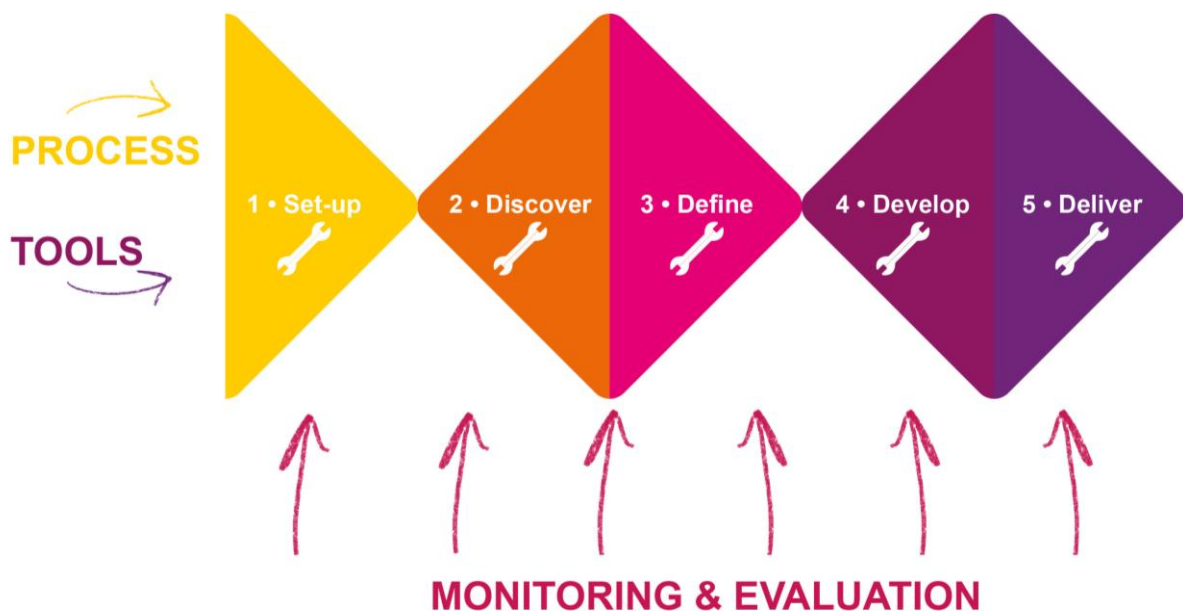 PROCESS
TOOLS
1 • Set-up
2 • Discover
3 • Define
4 • Develop
5 • Deliver
MONITORING & EVALUATION